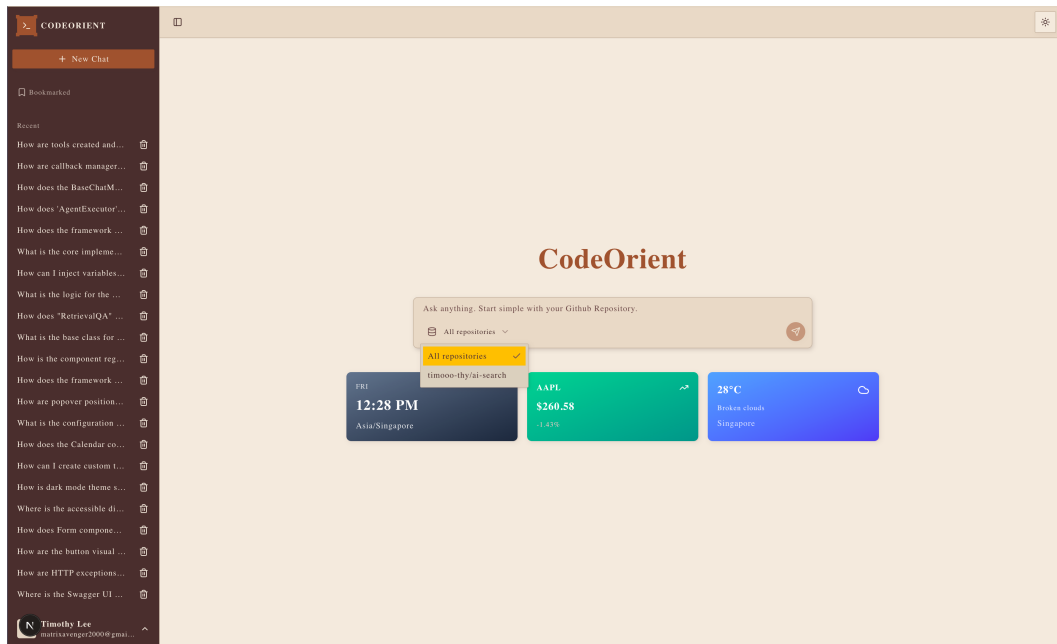 CODEORIENT
+ New Chat
Bookmarked
Recent
How are tools created and...
How are callback manager...
How does the BaseChatM...
How does 'AgentExecutor'...
How does the framework ...
What is the core impleme...
How can I inject variables...
What is the logic for the ...
How does "RetrievalQA" ...
What is the base class for ...
How is the component reg...
How does the framework ...
How are popover position...
What is the configuration ...
How does the Calendar co...
How can I create custom t...
How is dark mode theme s...
Where is the accessible di...
How does Form compone...
How are the button visual ...
How are HTTP exceptions...
Where is the Swagger UI ...
N
Timothy Lee
matrixavenger2000@gmai...
CodeOrient
Ask anything. Start simple with your Github Repository.
All repositories
All repositories
timooo-thy/ai-search
FRI
12:28 PM
Asia/Singapore
AAPL
$260.58
-1.43%
28°C
Broken clouds
Singapore